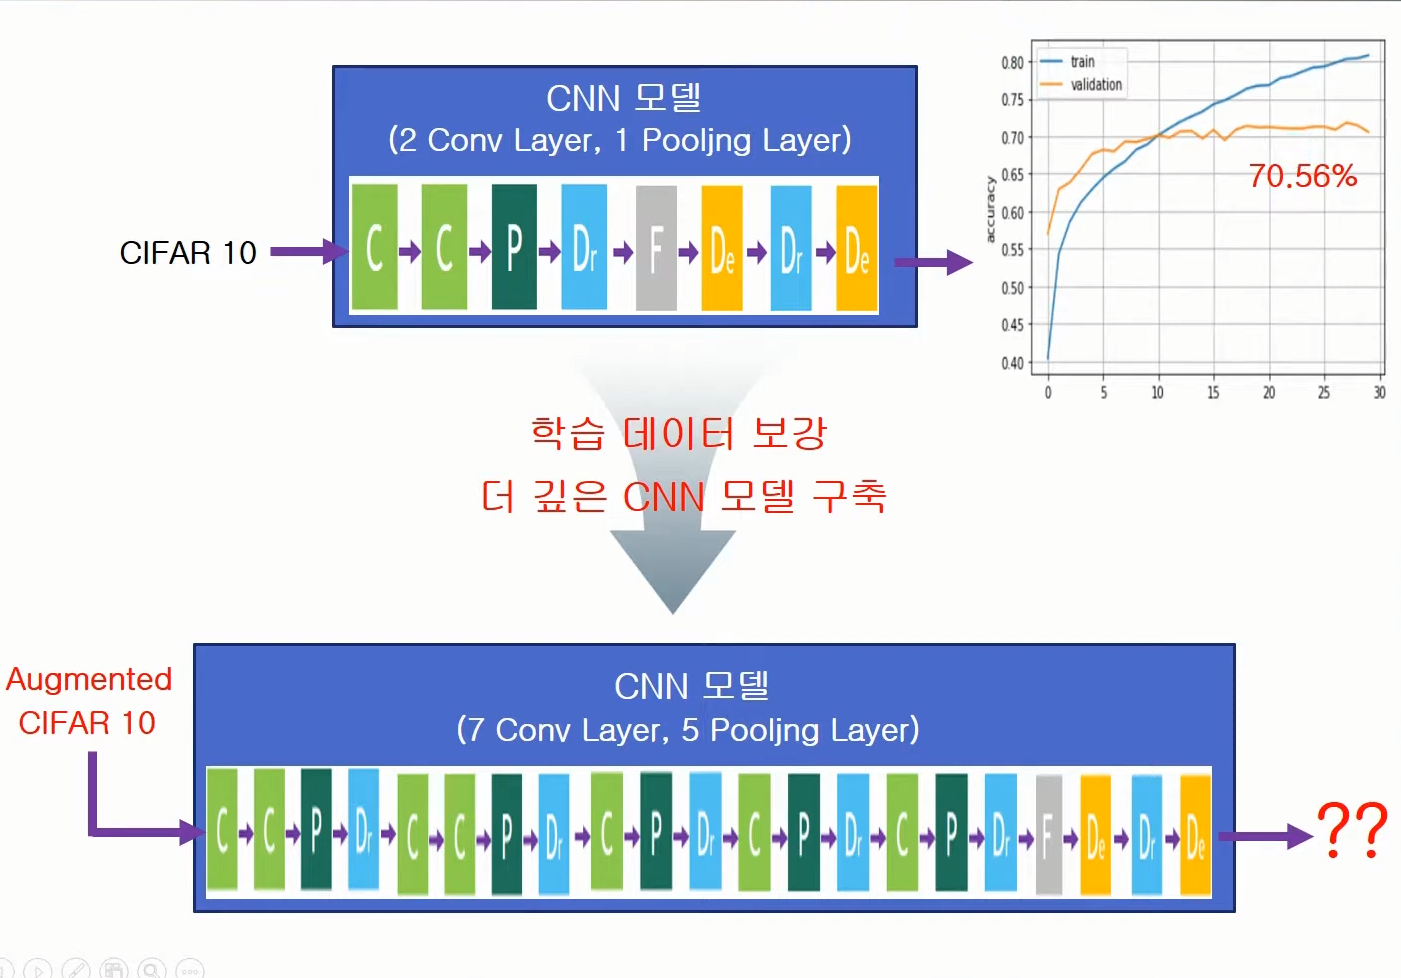 CNN 모델
(2 Conv Layer, 1 Pooljng Layer)
CIFAR 10
C C P Dr F De Dr De
train
validation
accuracy
0.80
0.75
0.70
0.65
0.60
0.55
0.50
0.45
0.40
0 5 10 15 20 25 30
70.56%
학습 데이터 보강
더 깊은 CNN 모델 구축
Augmented
CIFAR 10
CNN 모델
(7 Conv Layer, 5 Pooljng Layer)
C C P Dr C C P Dr C P Dr C P Dr C P Dr F De Dr De
??